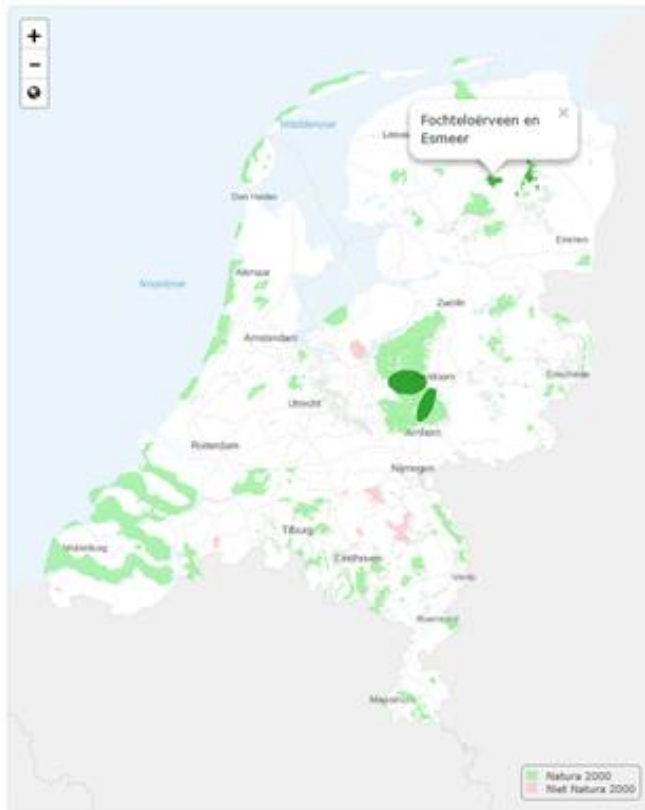 +
−
Fochteloërveen en
Esmeer
×
Waddenzee
Den Helder
Emmen
Noordzee
Alkmaar
Zwolle
Amsterdam
Enschede
Utrecht
Arnhem
Rotterdam
Nijmegen
Tilburg
Middelburg
Eindhoven
Venlo
Roermond
Maastricht
Natura 2000
Niet Natura 2000